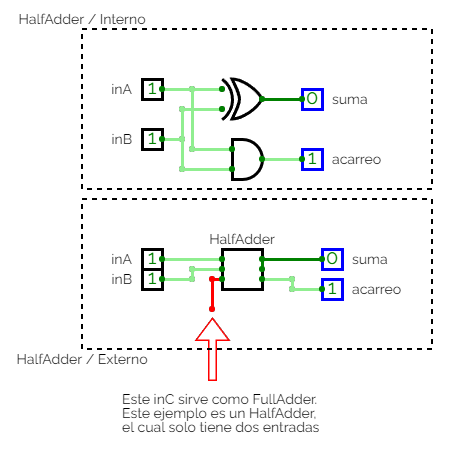 HalfAdder / Interno
inA 1
0 suma
inB 1
1 acarreo
HalfAdder
inA 1
0 suma
inB 1
1 acarreo
HalfAdder / Externo
Este inC sirve como FullAdder.
Este ejemplo es un HalfAdder,
el cual solo tiene dos entradas